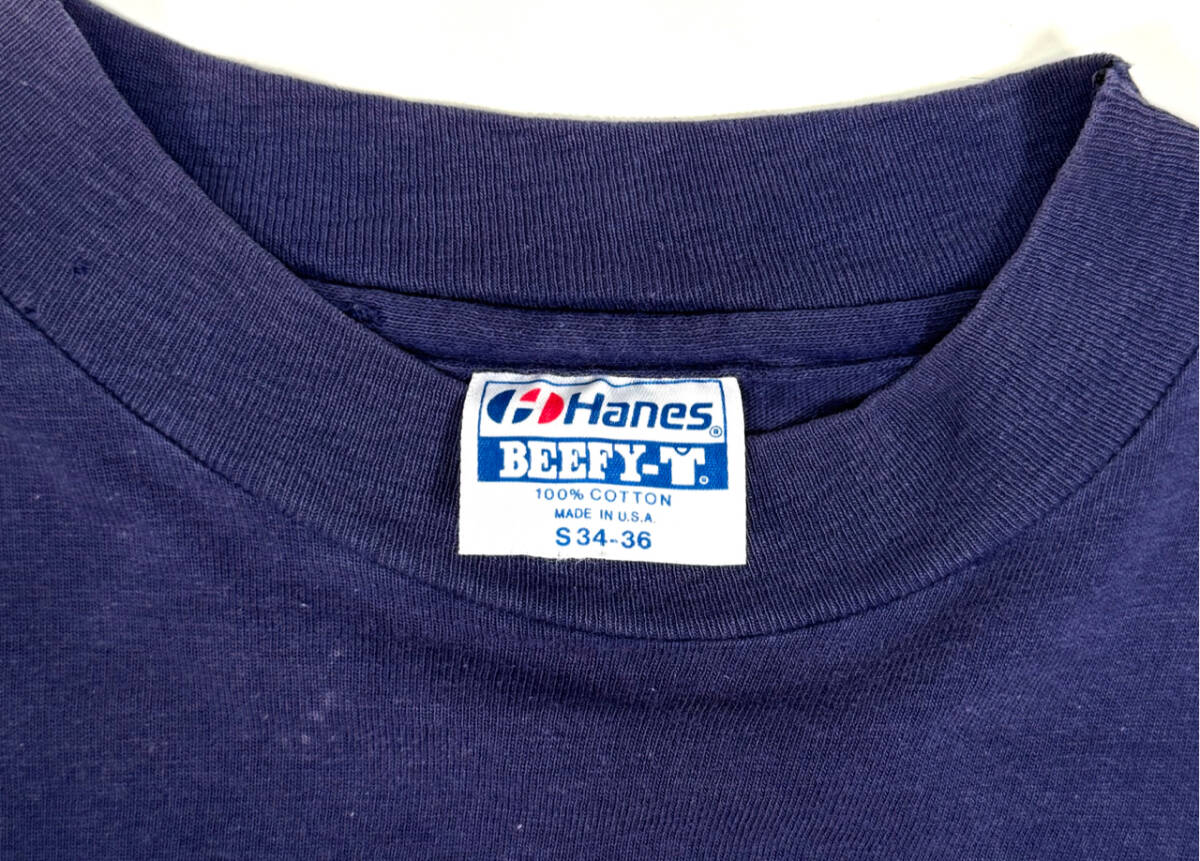 Hanes®
BEEFY-T®
100% COTTON
MADE IN U.S.A.
S 34-36